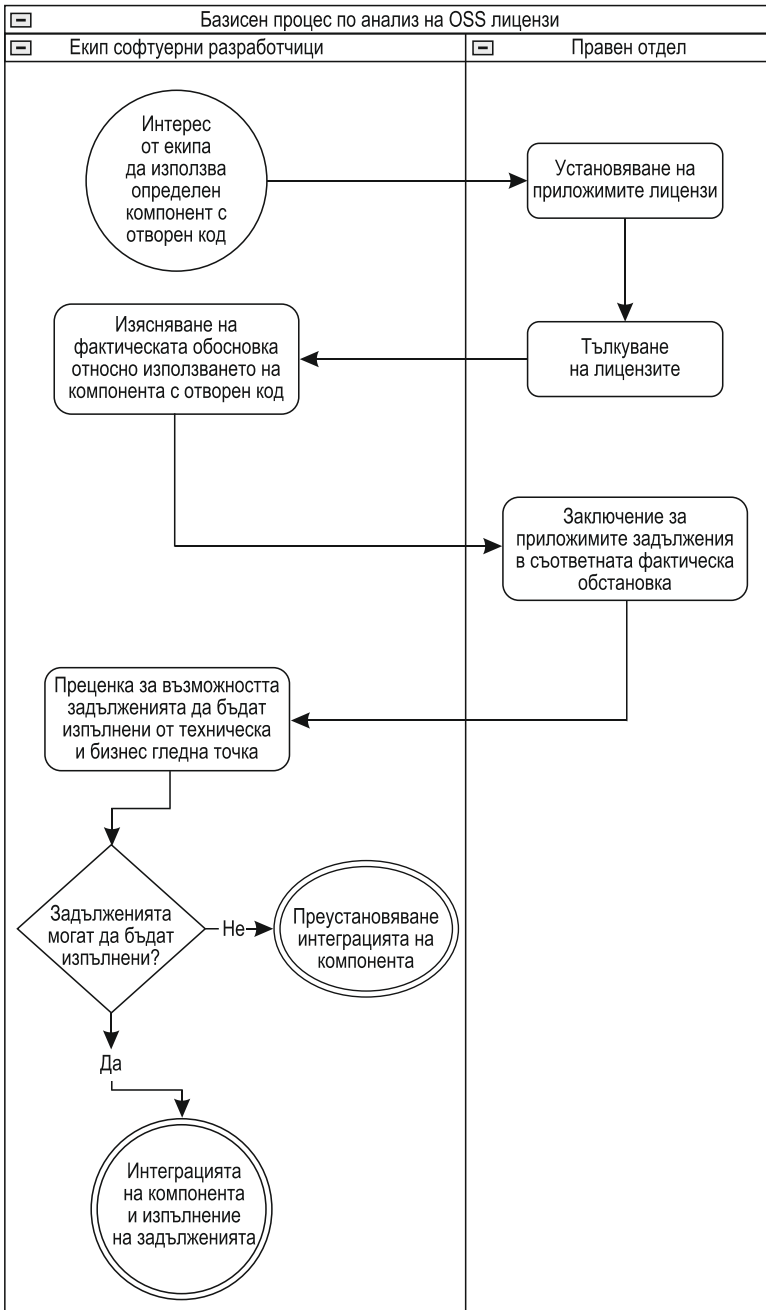 Базисен процес по анализ на OSS лицензи
Екип софтуерни разработчици
Правен отдел
Интерес
от екипа
да използва
определен
компонент с
отворен код
Установяване на
приложимите лицензи
Тълкуване
на лицензите
Изясняване на
фактическата обосновка
относно използването на
компонента с отворен код
Заключение за
приложимите задължения
в съответната фактическа
обстановка
Преценка за възможността
задълженията да бъдат
изпълнени от техническа
и бизнес гледна точка
Задълженията
могат да бъдат
изпълнени?
Не
Преустановяване
интеграцията на
компонента
Да
Интеграцията
на компонента
и изпълнение
на задълженията